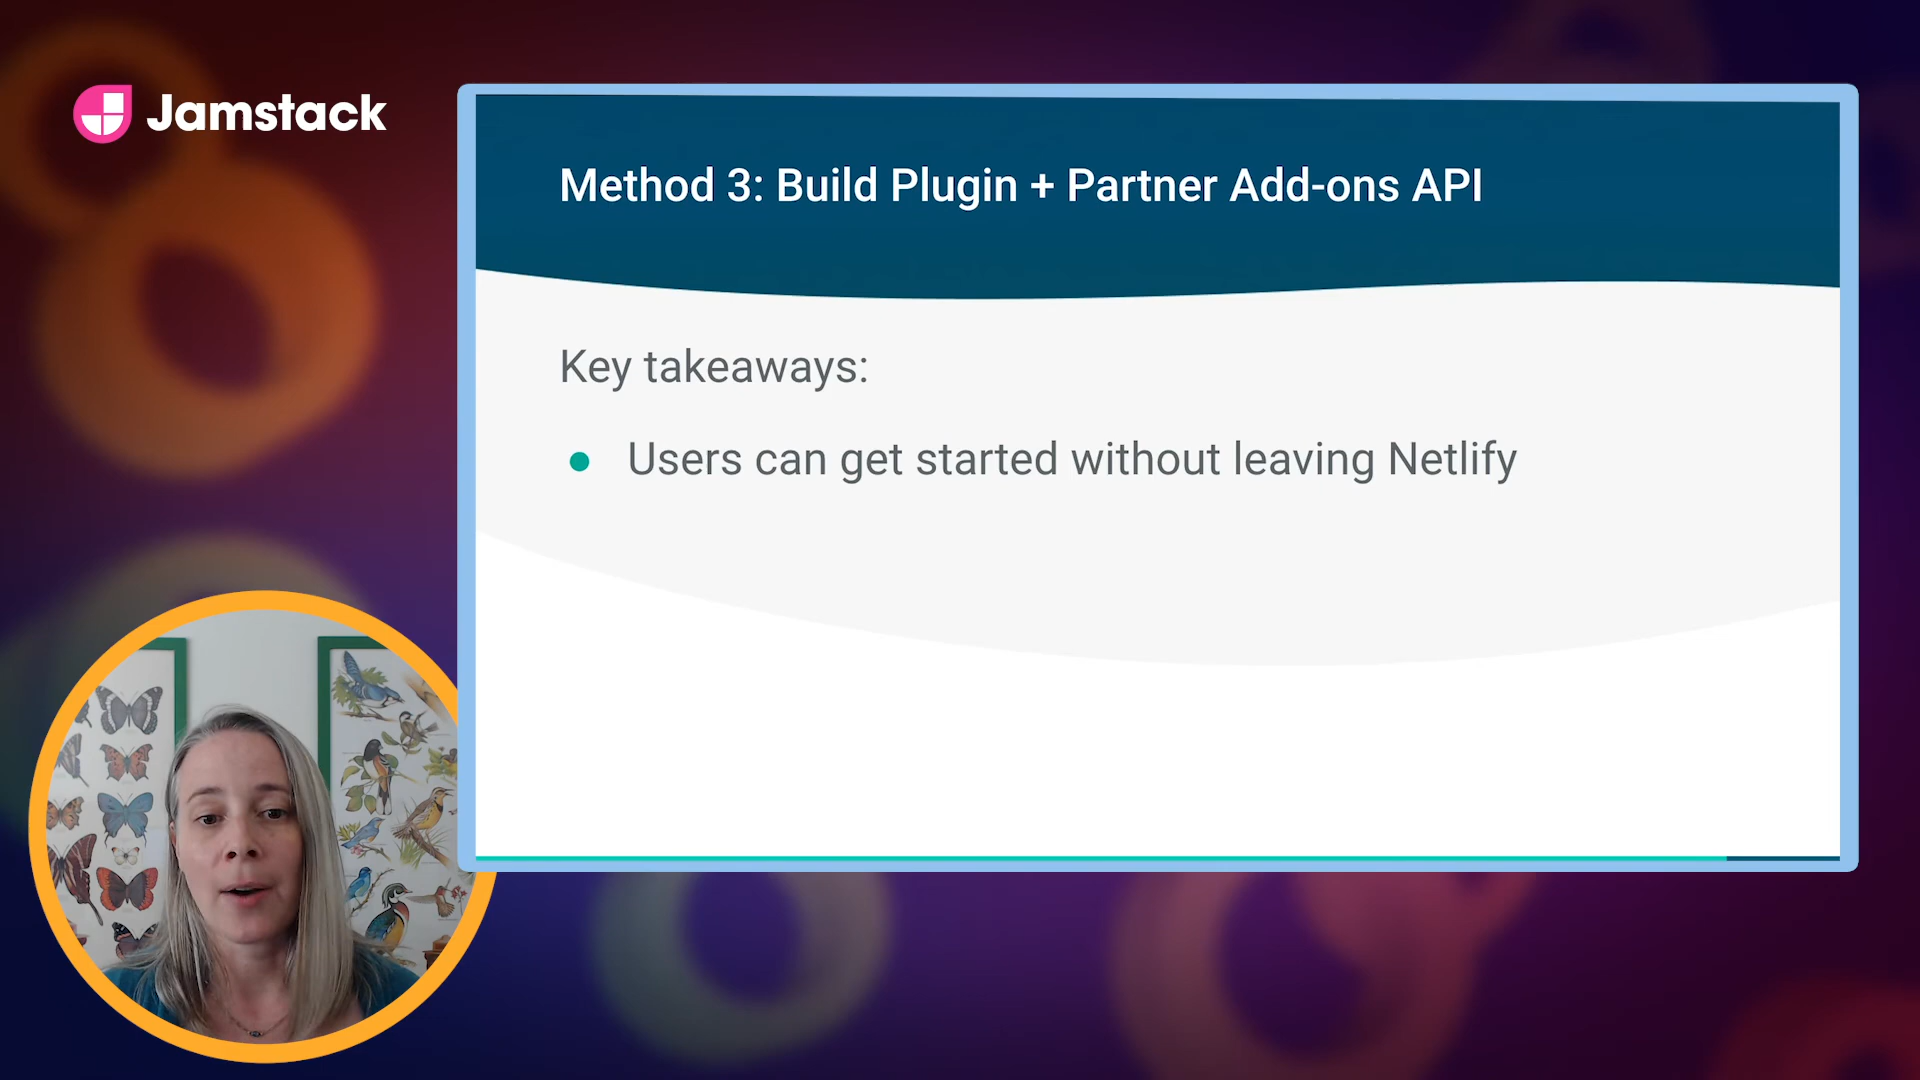 Jamstack
Method 3: Build Plugin + Partner Add-ons API
Key takeaways:
● Users can get started without leaving Netlify